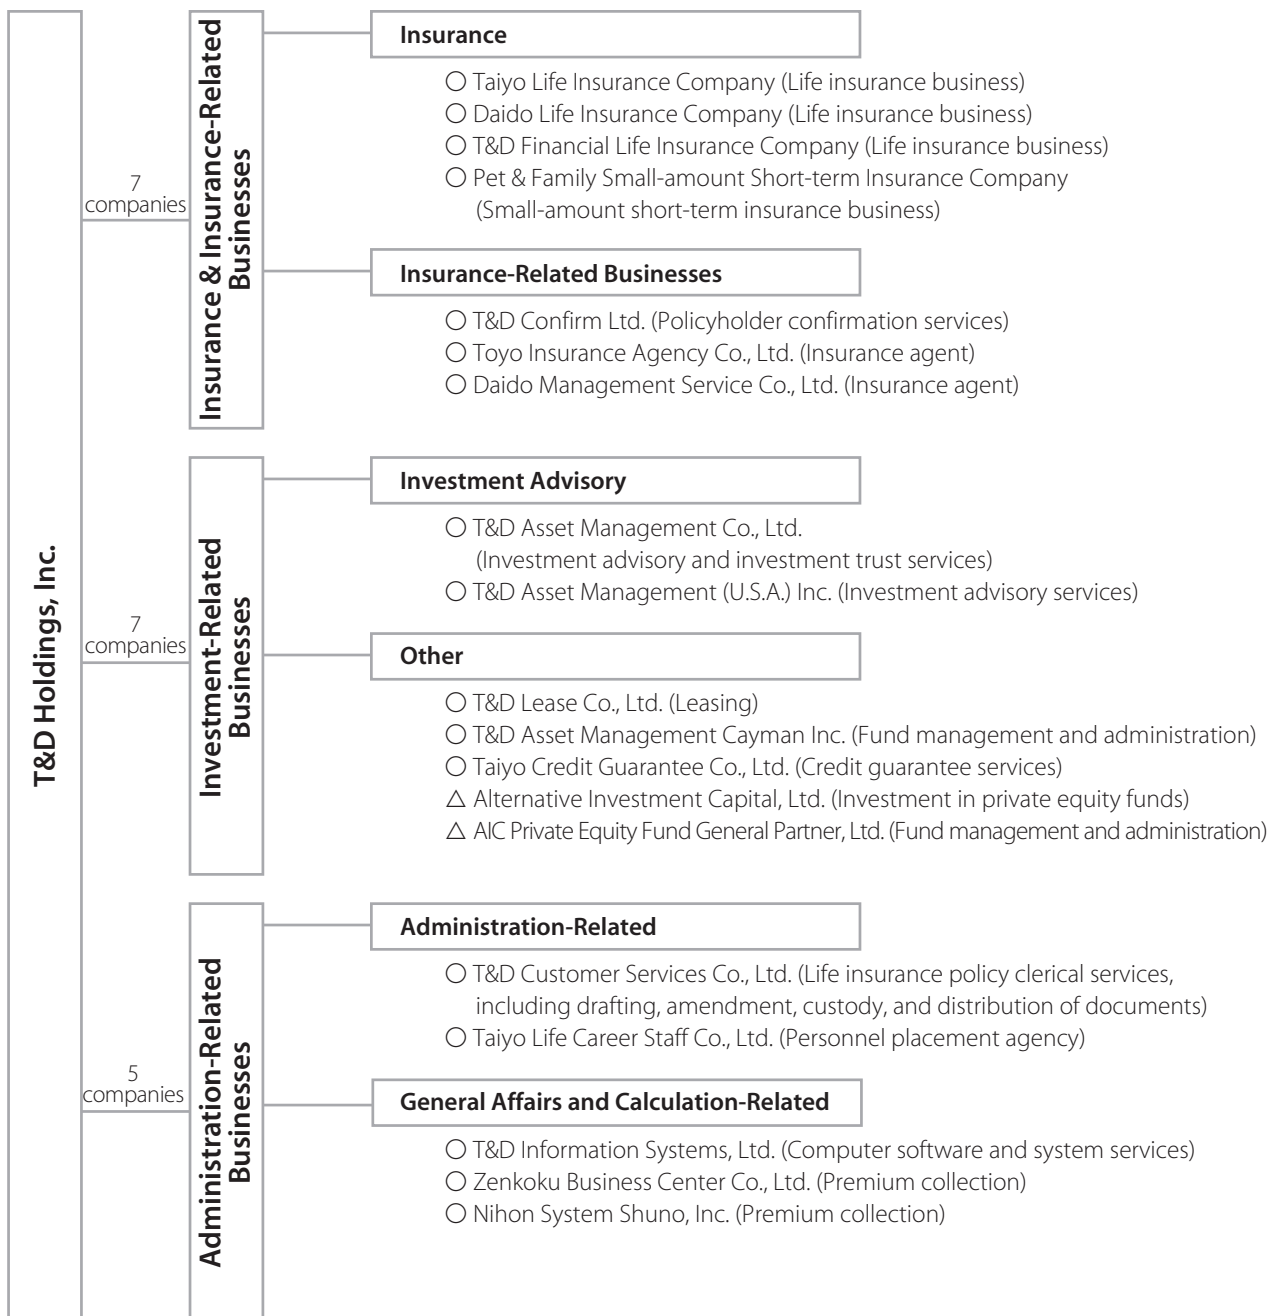 T&D Holdings, Inc.
7
companies
Insurance & Insurance-Related
Businesses
Insurance
○ Taiyo Life Insurance Company (Life insurance business)
○ Daido Life Insurance Company (Life insurance business)
○ T&D Financial Life Insurance Company (Life insurance business)
○ Pet & Family Small-amount Short-term Insurance Company
(Small-amount short-term insurance business)
Insurance-Related Businesses
○ T&D Confirm Ltd. (Policyholder confirmation services)
○ Toyo Insurance Agency Co., Ltd. (Insurance agent)
○ Daido Management Service Co., Ltd. (Insurance agent)
7
companies
Investment-Related
Businesses
Investment Advisory
○ T&D Asset Management Co., Ltd.
(Investment advisory and investment trust services)
○ T&D Asset Management (U.S.A.) Inc. (Investment advisory services)
Other
○ T&D Lease Co., Ltd. (Leasing)
○ T&D Asset Management Cayman Inc. (Fund management and administration)
○ Taiyo Credit Guarantee Co., Ltd. (Credit guarantee services)
△ Alternative Investment Capital, Ltd. (Investment in private equity funds)
△ AIC Private Equity Fund General Partner, Ltd. (Fund management and administration)
5
companies
Administration-Related
Businesses
Administration-Related
○ T&D Customer Services Co., Ltd. (Life insurance policy clerical services,
including drafting, amendment, custody, and distribution of documents)
○ Taiyo Life Career Staff Co., Ltd. (Personnel placement agency)
General Affairs and Calculation-Related
○ T&D Information Systems, Ltd. (Computer software and system services)
○ Zenkoku Business Center Co., Ltd. (Premium collection)
○ Nihon System Shuno, Inc. (Premium collection)